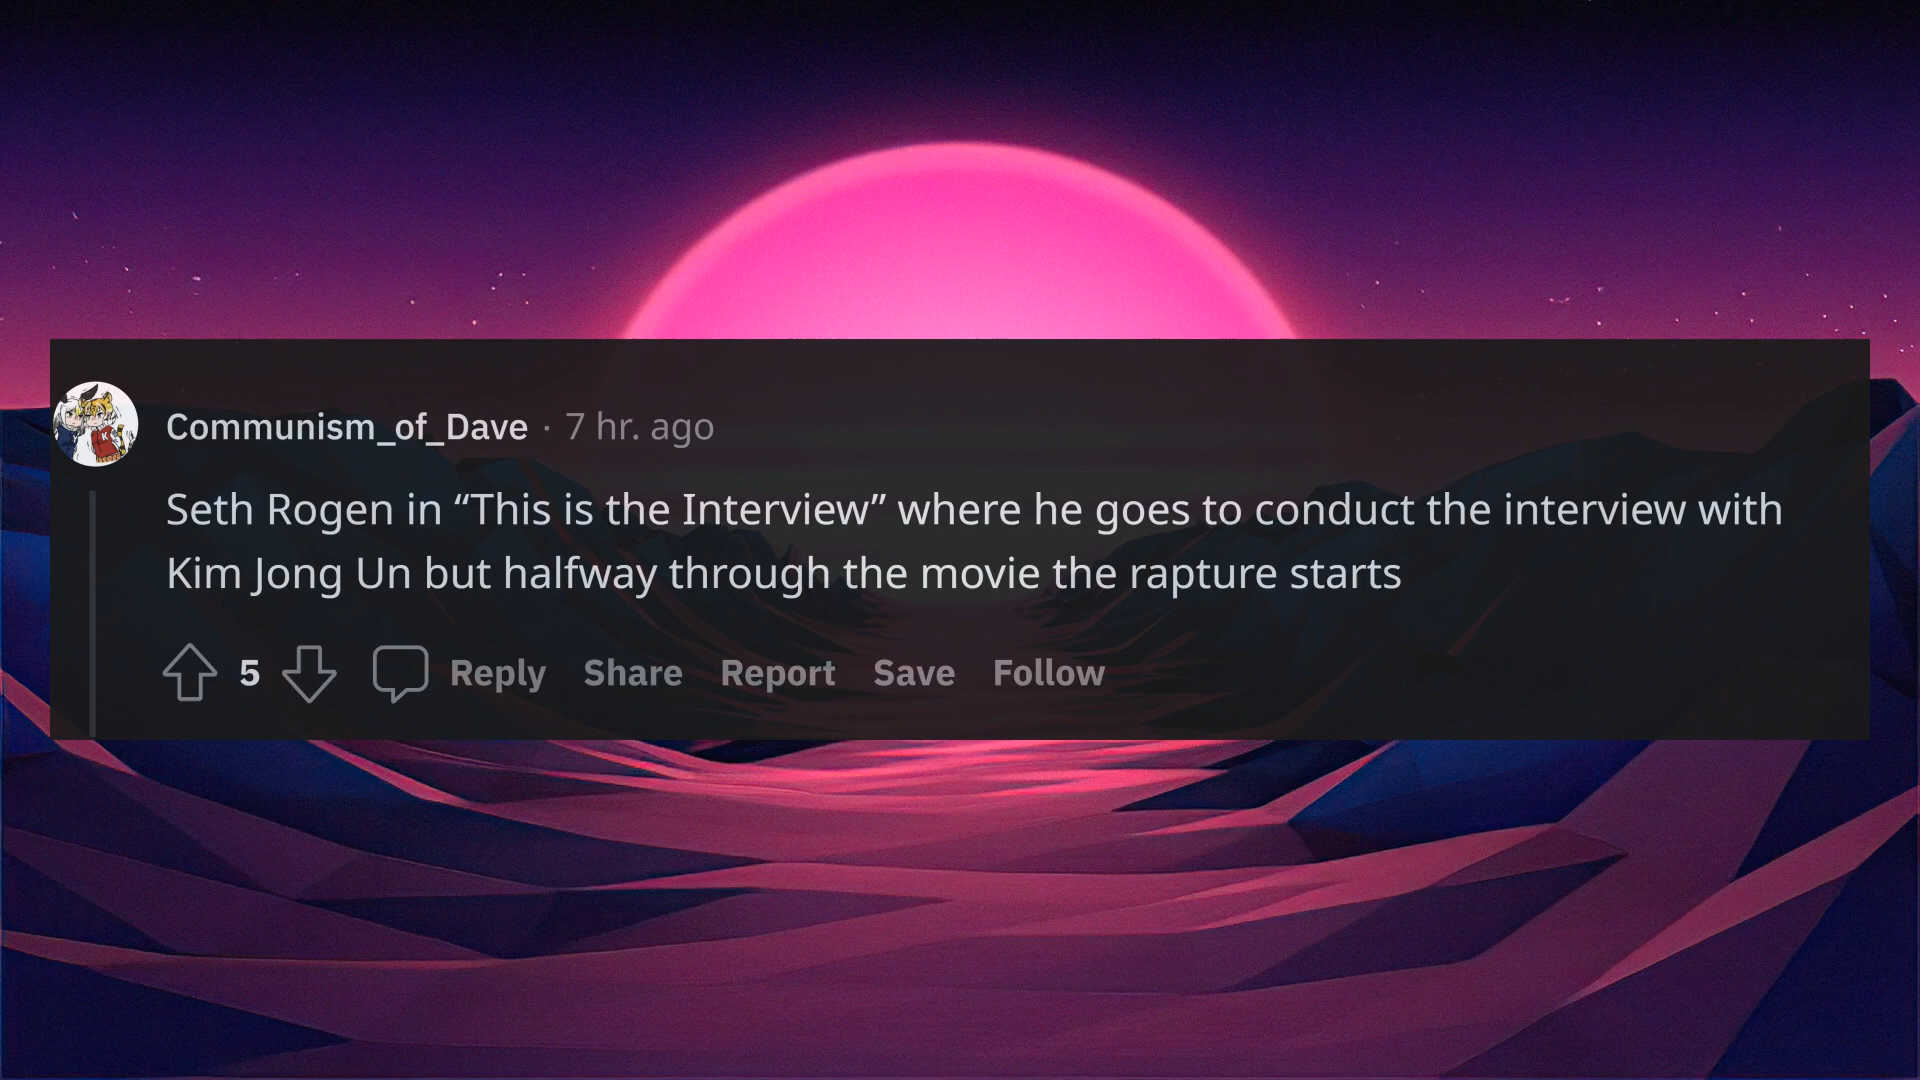 Communism_of_Dave · 7 hr. ago
Seth Rogen in “This is the Interview” where he goes to conduct the interview with
Kim Jong Un but halfway through the movie the rapture starts
5 Reply Share Report Save Follow